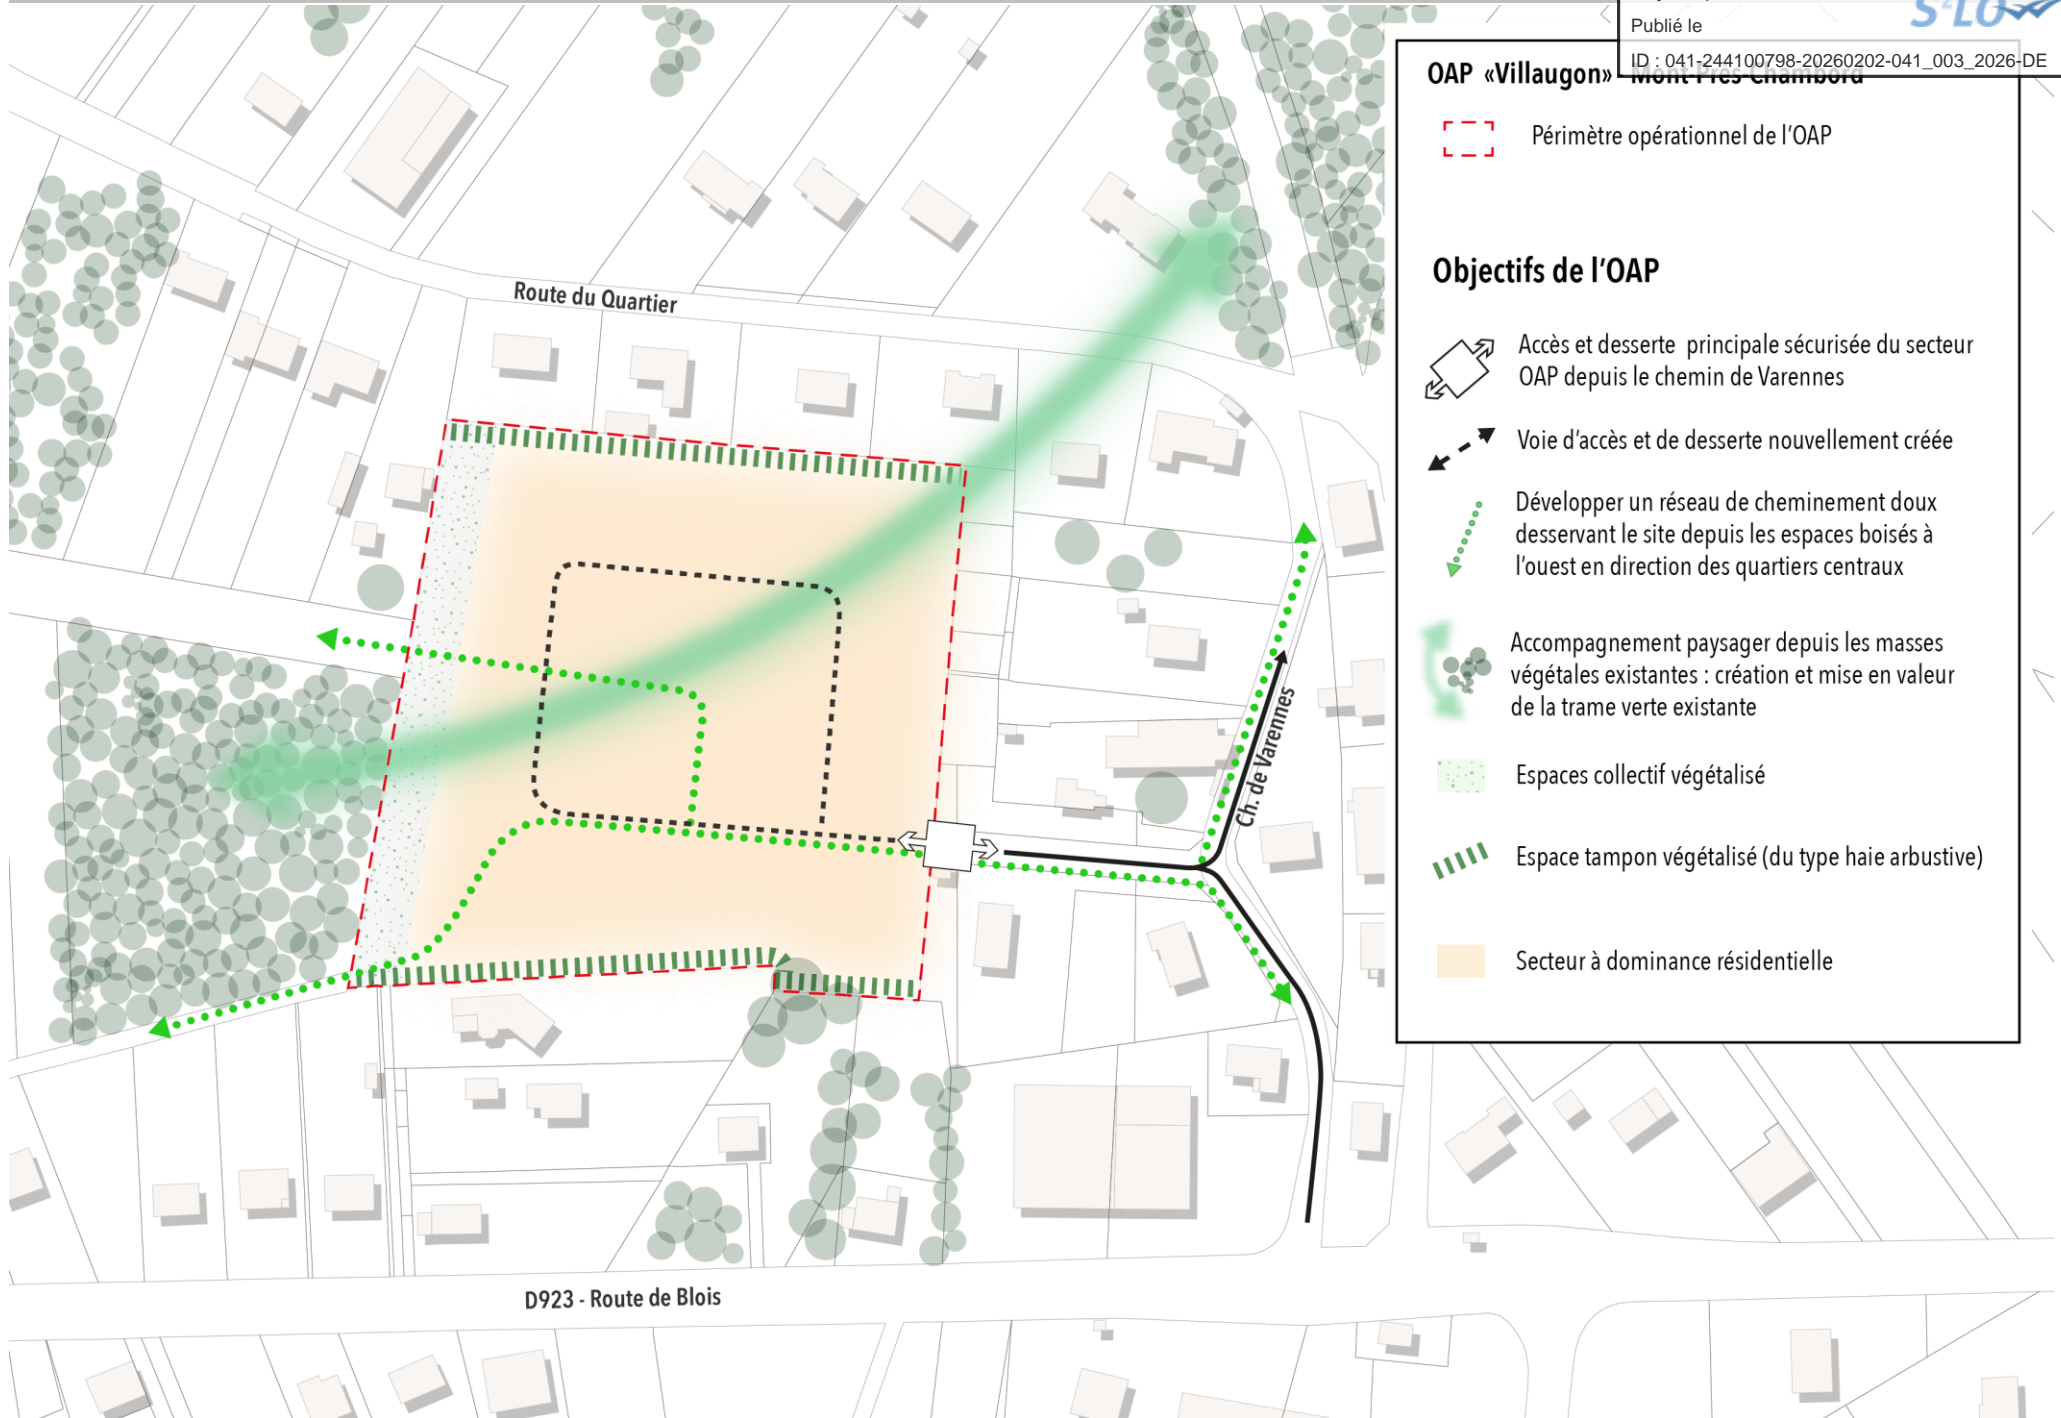 Publié le
S²LO
ID : 041-244100798-20260202-041_003_2026-DE
OAP «Villaugon» Mont-Près-Chambord
Périmètre opérationnel de l'OAP
Objectifs de l'OAP
Accès et desserte principale sécurisée du secteur
OAP depuis le chemin de Varennes
Voie d'accès et de desserte nouvellement créée
Développer un réseau de cheminement doux
desservant le site depuis les espaces boisés à
l'ouest en direction des quartiers centraux
Accompagnement paysager depuis les masses
végétales existantes : création et mise en valeur
de la trame verte existante
Espaces collectif végétalisé
Espace tampon végétalisé (du type haie arbustive)
Secteur à dominance résidentielle
Route du Quartier
Ch. de Varennes
D923 - Route de Blois